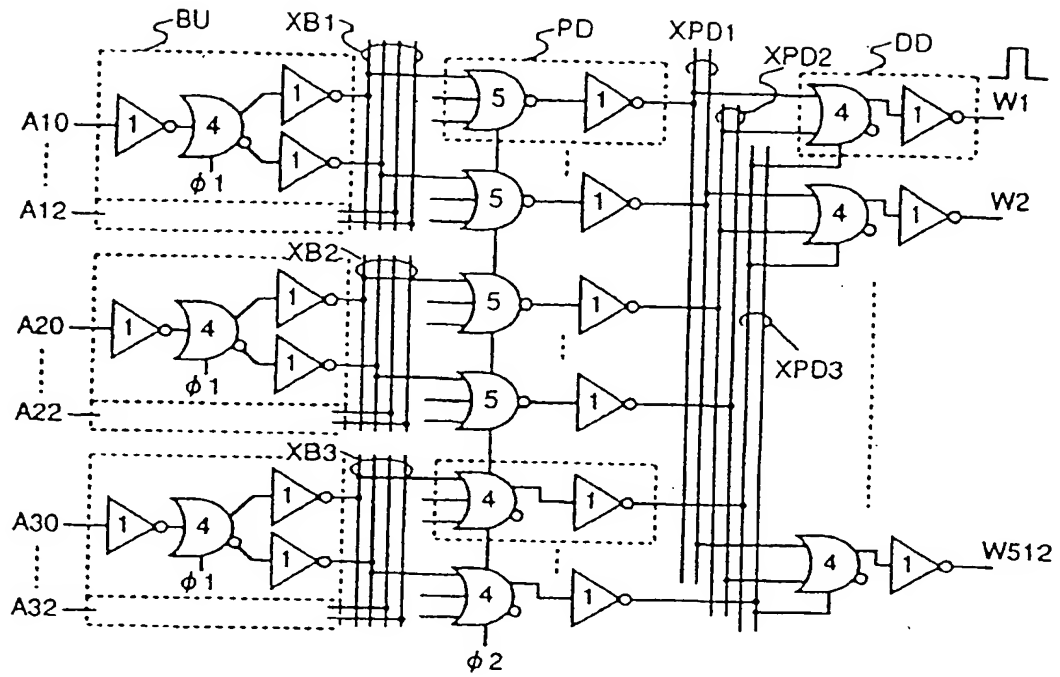 BU XB1 PD XPD1 XPD2 DD
A10 1 4 1 1 φ1 5 1 4 1 W1
A12 5 1 4 1 W2
XB2
A20 1 4 1 1 φ1 5 1
XPD3
A22 5 1
XB3
A30 1 4 1 1 φ1 4 1
4 1 W512
A32 4 1
φ2